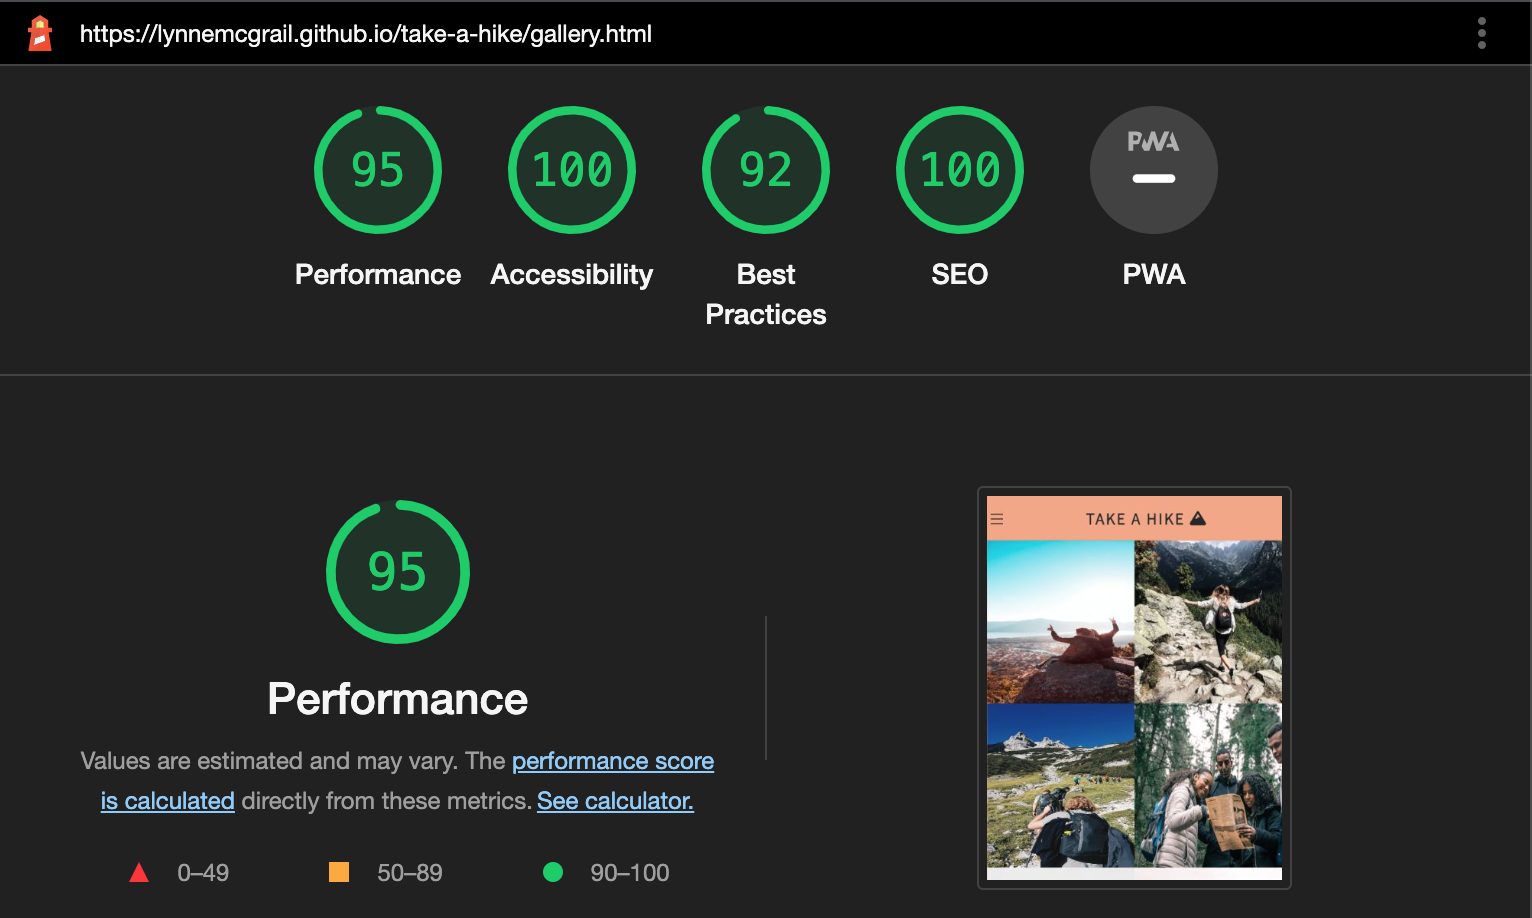 https://lynnemcgrail.github.io/take-a-hike/gallery.html
95
100
92
100
PWA
Performance
Accessibility
Best
Practices
SEO
PWA
95
Performance
Values are estimated and may vary. The performance score
is calculated directly from these metrics. See calculator.
0–49
50–89
90–100
TAKE A HIKE